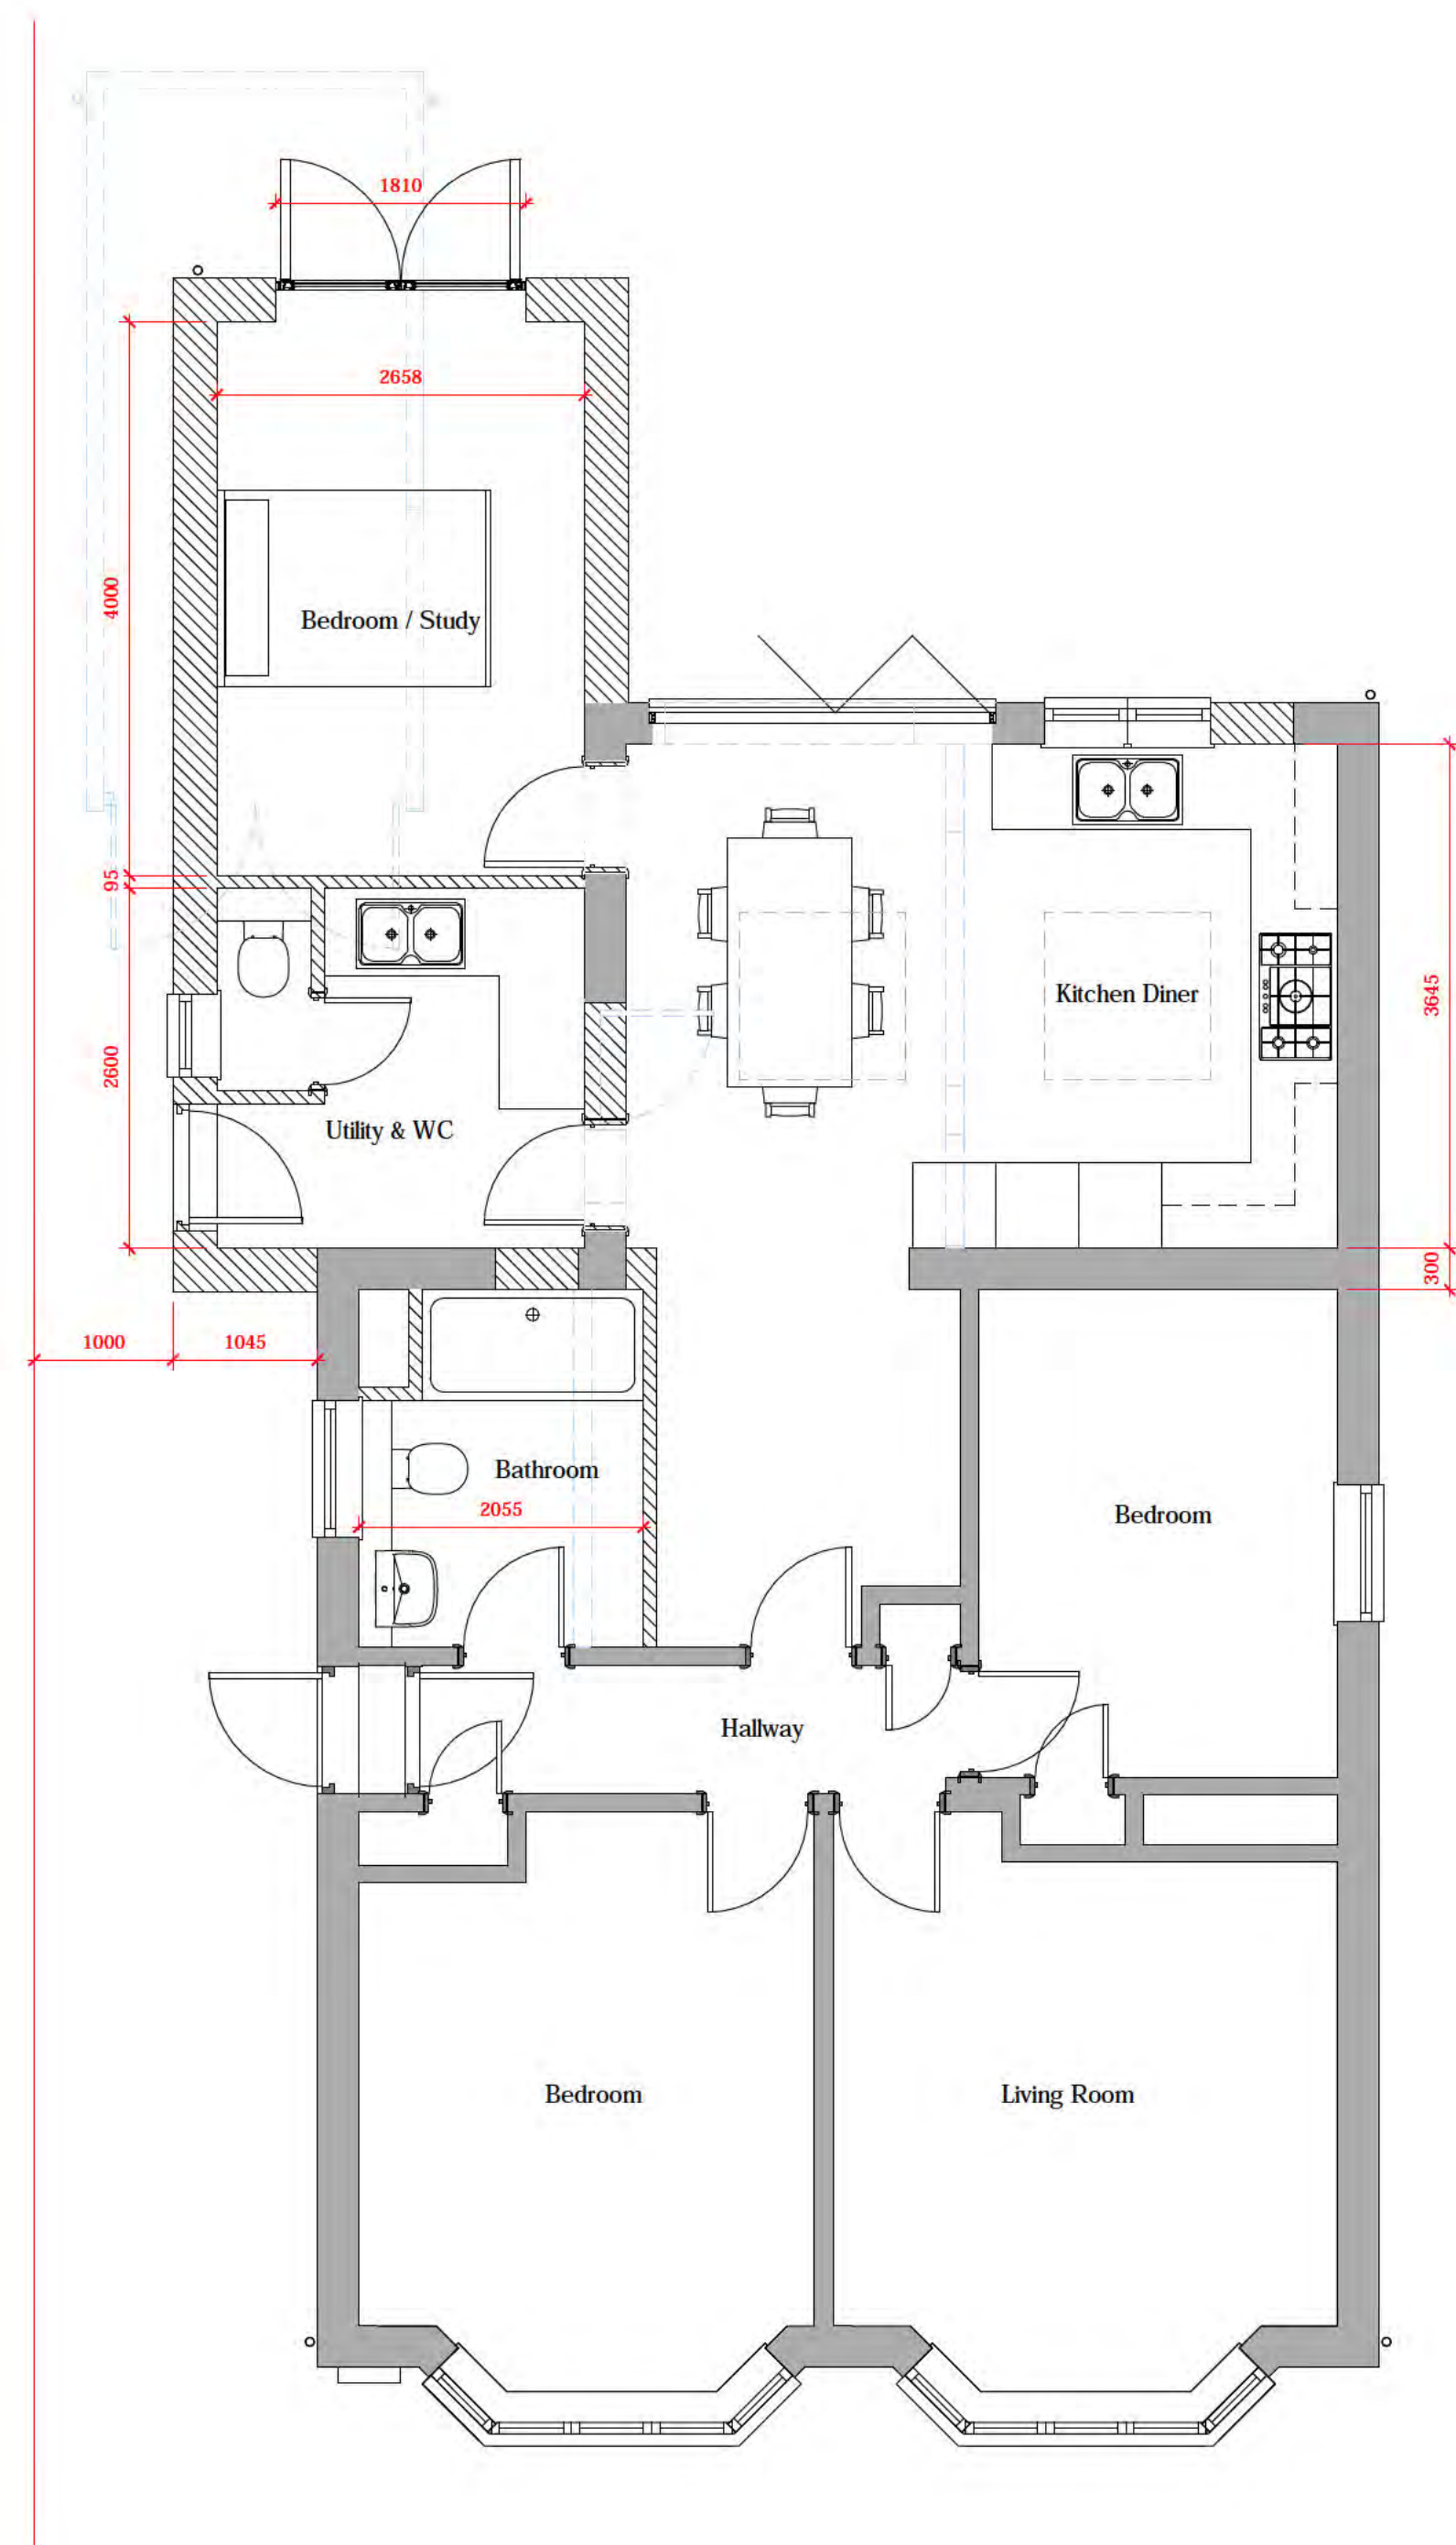 1810
2658
4000
Bedroom / Study
95
Kitchen Diner
3645
2600
Utility & WC
300
1000
1045
Bathroom
2055
Bedroom
Hallway
Bedroom
Living Room